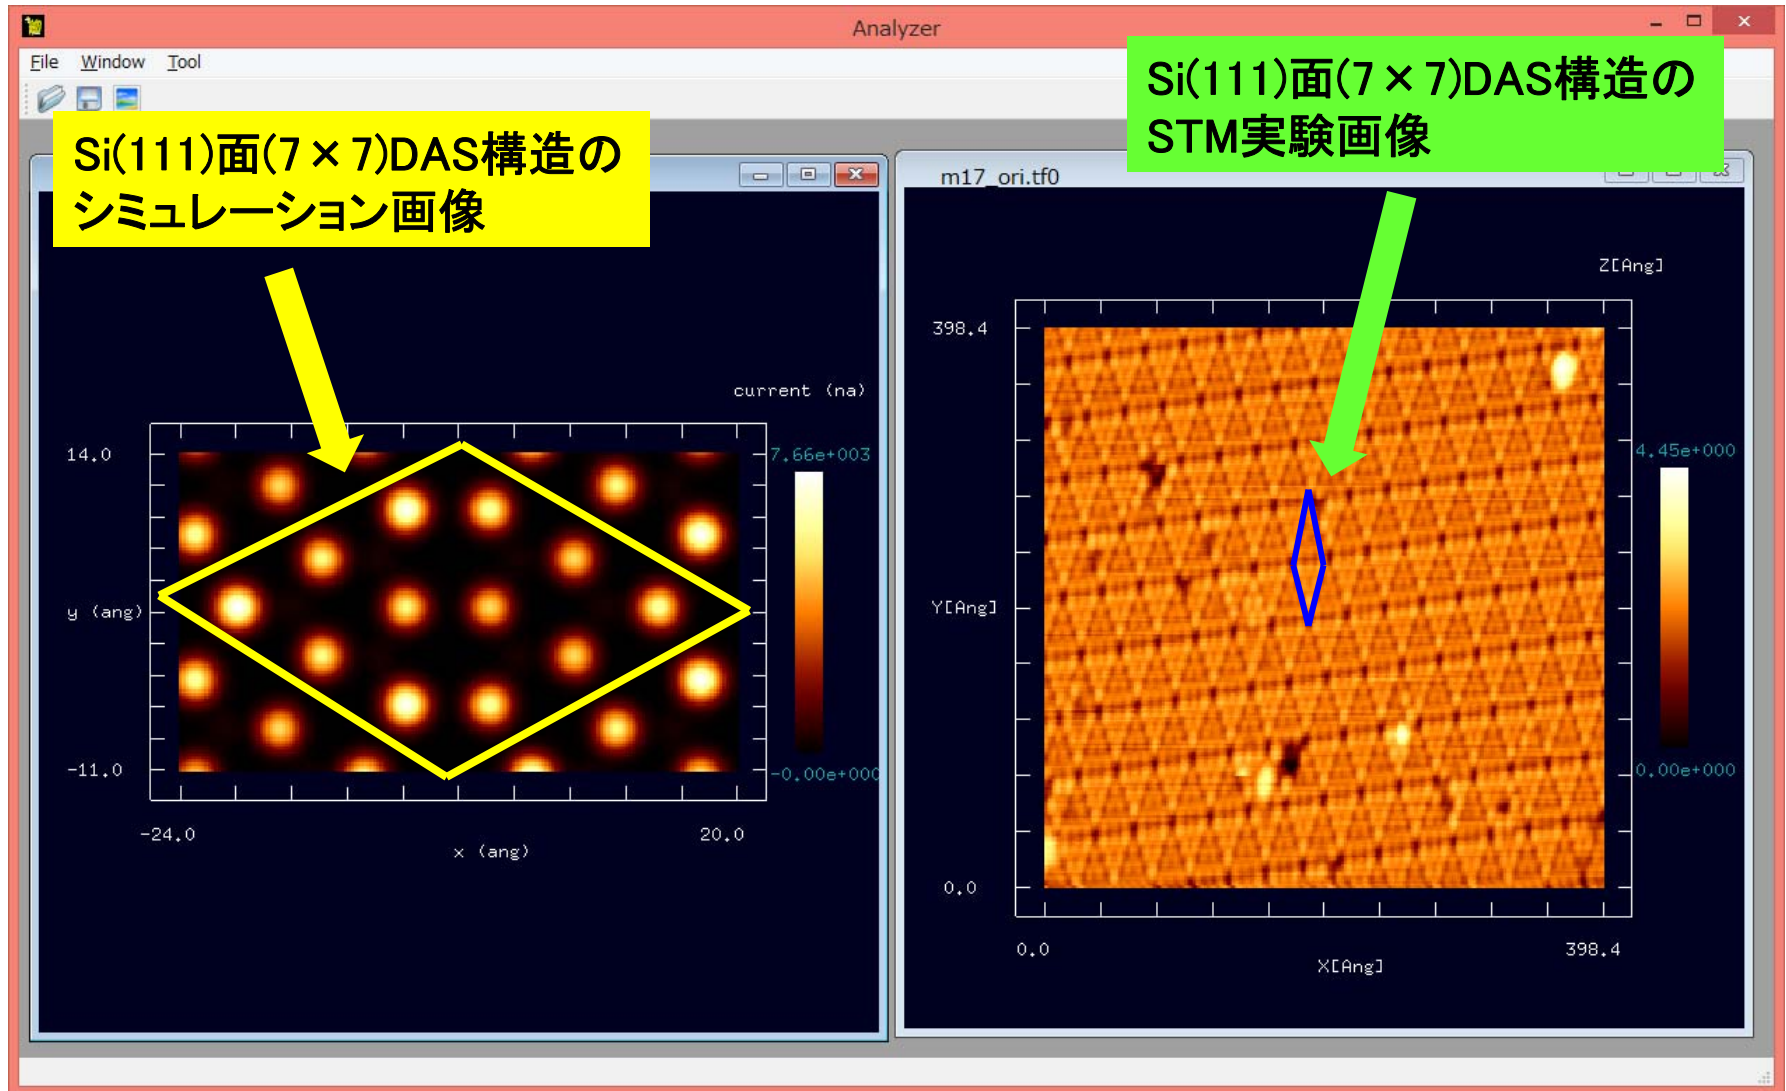 Analyzer
File Window Tool
Si(111)面(7×7)DAS構造の
シミュレーション画像
Si(111)面(7×7)DAS構造の
STM実験画像
current (na)
14.0
7.66e+003
y (ang)
-11.0
-0.00e+000
-24.0
20.0
x (ang)
m17_ori.tf0
Z[Ang]
398.4
4.45e+000
Y[Ang]
0.00e+000
0.0
0.0
398.4
X[Ang]